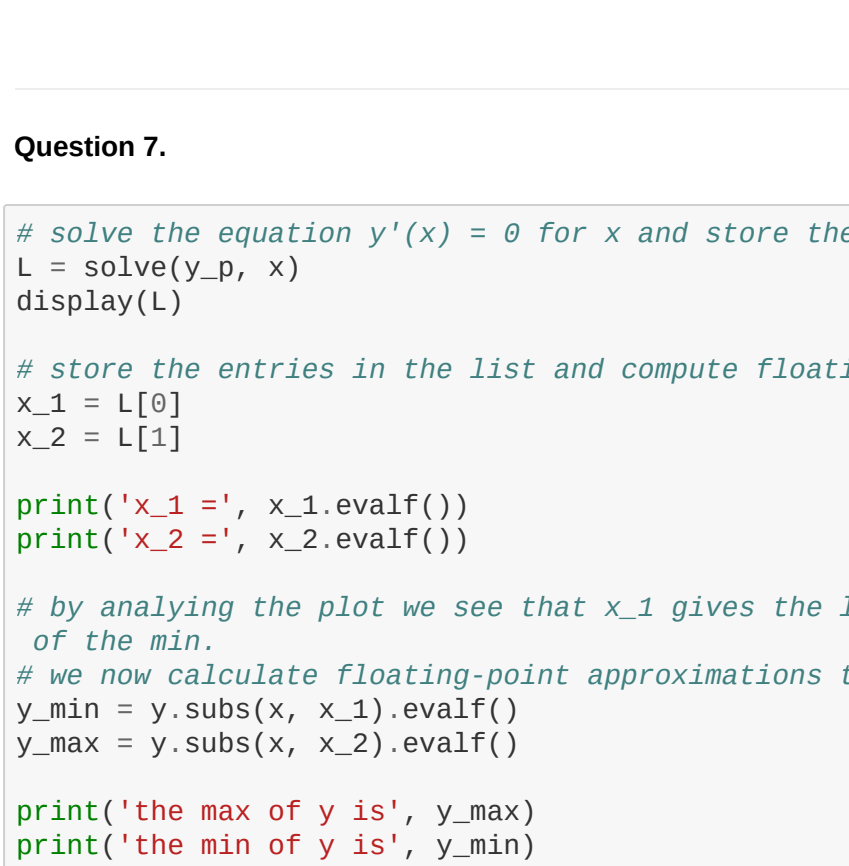 Question 7.
# solve the equation y'(x) = 0 for x and store the
L = solve(y_p, x)
display(L)
# store the entries in the list and compute floati
x_1 = L[0]
x_2 = L[1]
print('x_1 =', x_1.evalf())
print('x_2 =', x_2.evalf())
# by analying the plot we see that x_1 gives the l
of the min.
# we now calculate floating-point approximations t
y_min = y.subs(x, x_1).evalf()
y_max = y.subs(x, x_2).evalf()
print('the max of y is', y_max)
print('the min of y is', y_min)